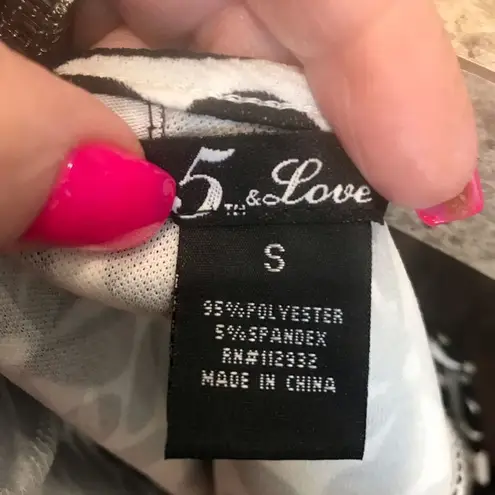 5TH & Love
S
95%POLYESTER
5%SPANDEX
RN#112932
MADE IN CHINA